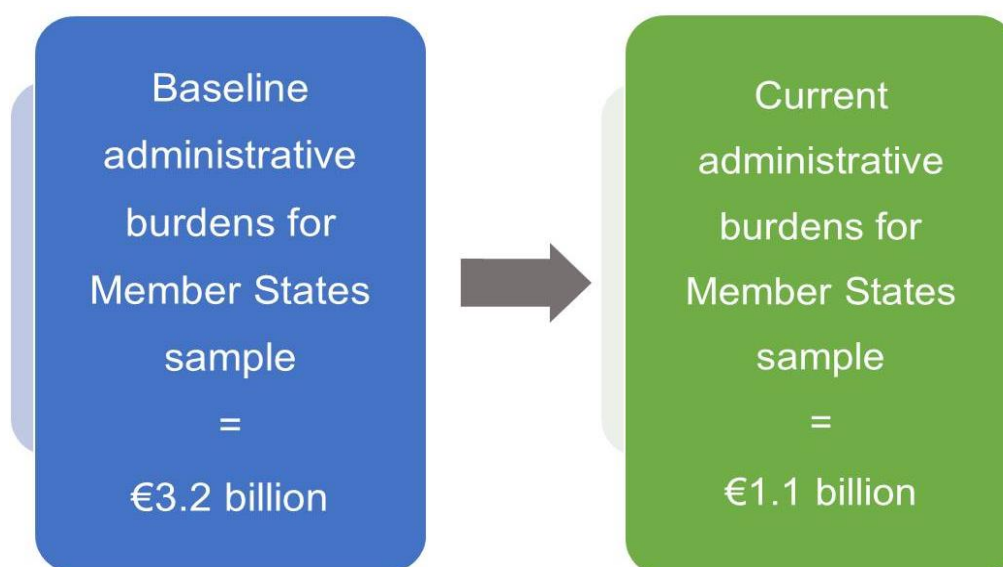 Baseline
administrative
burdens for
Member States
sample
=
€3.2 billion
Current
administrative
burdens for
Member States
sample
=
€1.1 billion